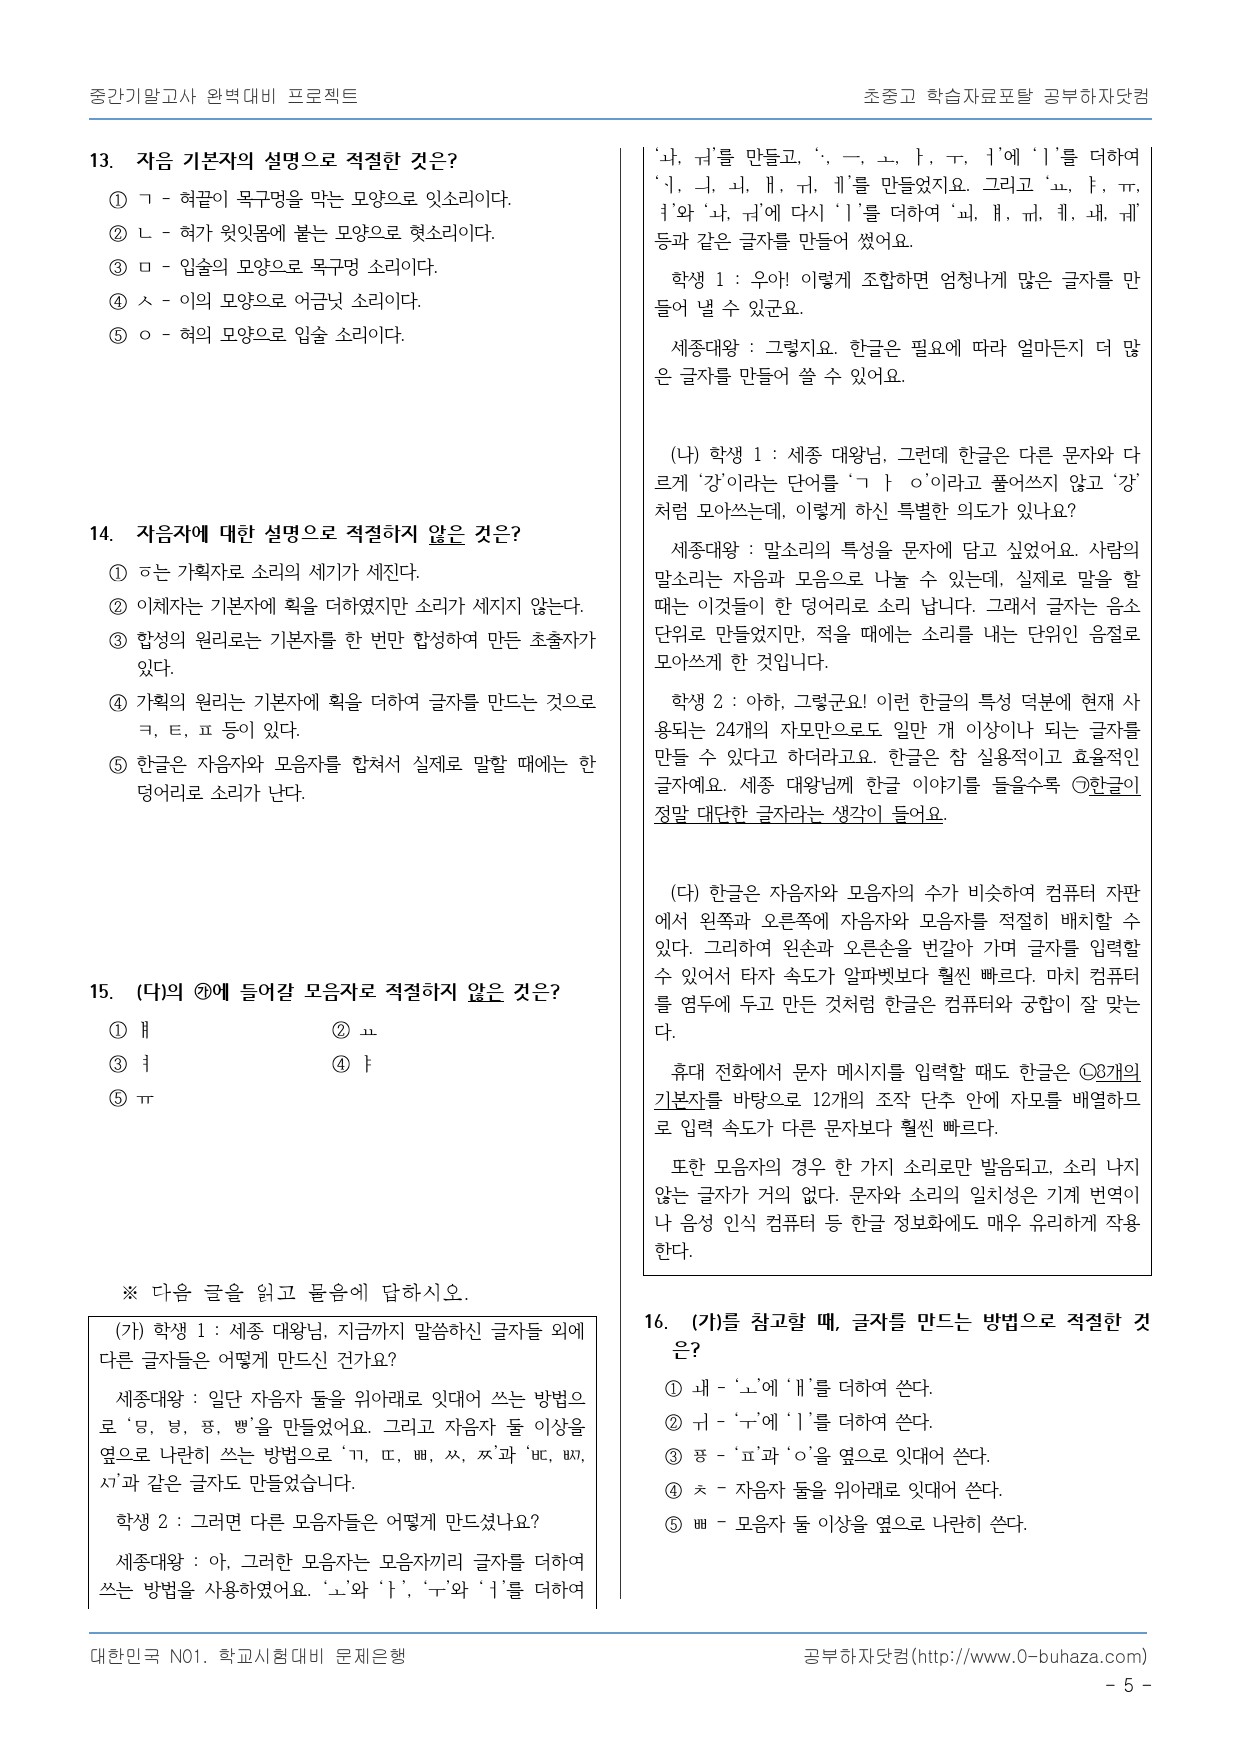 중간기말고사 완벽대비 프로젝트
초중고 학습자료포탈 공부하자닷컴
13. 자음 기본자의 설명으로 적절한 것은?
① ㄱ - 혀끝이 목구멍을 막는 모양으로 잇소리이다.
② ㄴ - 혀가 윗잇몸에 붙는 모양으로 혓소리이다.
③ ㅁ - 입술의 모양으로 목구멍 소리이다.
④ ㅅ - 이의 모양으로 어금닛 소리이다.
⑤ ㅇ - 혀의 모양으로 입술 소리이다.
14. 자음자에 대한 설명으로 적절하지 않은 것은?
① ㆆ는 가획자로 소리의 세기가 세진다.
② 이체자는 기본자에 획을 더하였지만 소리가 세지지 않는다.
③ 합성의 원리로는 기본자를 한 번만 합성하여 만든 초출자가
있다.
④ 가획의 원리는 기본자에 획을 더하여 글자를 만드는 것으로
ㅋ, ㅌ, ㅍ 등이 있다.
⑤ 한글은 자음자와 모음자를 합쳐서 실제로 말할 때에는 한
덩어리로 소리가 난다.
15. (다)의 ㉮에 들어갈 모음자로 적절하지 않은 것은?
① ㅒ ② ㅛ
③ ㅕ ④ ㅑ
⑤ ㅠ
※ 다음 글을 읽고 물음에 답하시오.
(가) 학생 1 : 세종 대왕님, 지금까지 말씀하신 글자들 외에
다른 글자들은 어떻게 만드신 건가요?
세종대왕 : 일단 자음자 둘을 위아래로 잇대어 쓰는 방법으
로 ‘ㅱ, ㅸ, ㆄ, ㅹ’을 만들었어요. 그리고 자음자 둘 이상을
옆으로 나란히 쓰는 방법으로 ‘ㄲ, ㄸ, ㅃ, ㅆ, ㅉ’과 ‘ㅳ, ㅄㄱ,
ㅺ’과 같은 글자도 만들었습니다.
학생 2 : 그러면 다른 모음자들은 어떻게 만드셨나요?
세종대왕 : 아, 그러한 모음자는 모음자끼리 글자를 더하여
쓰는 방법을 사용하였어요. ‘ㅗ’와 ‘ㅏ’, ‘ㅜ’와 ‘ㅓ’를 더하여
‘ㅘ, ㅝ’를 만들고, ‘ㆍ, ㅡ, ㅗ, ㅏ, ㅜ, ㅓ’에 ‘ㅣ’를 더하여
‘ㆎ, ㅢ, ㅚ, ㅐ, ㅟ, ㅔ’를 만들었지요. 그리고 ‘ㅛ, ㅑ, ㅠ,
ㅕ’와 ‘ㅘ, ㅝ’에 다시 ‘ㅣ’를 더하여 ‘ㆉ, ㅒ, ㆌ, ㅖ, ㅙ, ㅞ’
등과 같은 글자를 만들어 썼어요.
학생 1 : 우아! 이렇게 조합하면 엄청나게 많은 글자를 만
들어 낼 수 있군요.
세종대왕 : 그렇지요. 한글은 필요에 따라 얼마든지 더 많
은 글자를 만들어 쓸 수 있어요.
(나) 학생 1 : 세종 대왕님, 그런데 한글은 다른 문자와 다
르게 ‘강’이라는 단어를 ‘ㄱ ㅏ ㅇ’이라고 풀어쓰지 않고 ‘강’
처럼 모아쓰는데, 이렇게 하신 특별한 의도가 있나요?
세종대왕 : 말소리의 특성을 문자에 담고 싶었어요. 사람의
말소리는 자음과 모음으로 나눌 수 있는데, 실제로 말을 할
때는 이것들이 한 덩어리로 소리 납니다. 그래서 글자는 음소
단위로 만들었지만, 적을 때에는 소리를 내는 단위인 음절로
모아쓰게 한 것입니다.
학생 2 : 아하, 그렇군요! 이런 한글의 특성 덕분에 현재 사
용되는 24개의 자모만으로도 일만 개 이상이나 되는 글자를
만들 수 있다고 하더라고요. 한글은 참 실용적이고 효율적인
글자예요. 세종 대왕님께 한글 이야기를 들을수록 ㉠한글이
정말 대단한 글자라는 생각이 들어요.
(다) 한글은 자음자와 모음자의 수가 비슷하여 컴퓨터 자판
에서 왼쪽과 오른쪽에 자음자와 모음자를 적절히 배치할 수
있다. 그리하여 왼손과 오른손을 번갈아 가며 글자를 입력할
수 있어서 타자 속도가 알파벳보다 훨씬 빠르다. 마치 컴퓨터
를 염두에 두고 만든 것처럼 한글은 컴퓨터와 궁합이 잘 맞는
다.
휴대 전화에서 문자 메시지를 입력할 때도 한글은 ㉡8개의
기본자를 바탕으로 12개의 조작 단추 안에 자모를 배열하므
로 입력 속도가 다른 문자보다 훨씬 빠르다.
또한 모음자의 경우 한 가지 소리로만 발음되고, 소리 나지
않는 글자가 거의 없다. 문자와 소리의 일치성은 기계 번역이
나 음성 인식 컴퓨터 등 한글 정보화에도 매우 유리하게 작용
한다.
16. (가)를 참고할 때, 글자를 만드는 방법으로 적절한 것
은?
① ㅙ - ‘ㅗ’에 ‘ㅐ’를 더하여 쓴다.
② ㅟ - ‘ㅜ’에 ‘ㅣ’를 더하여 쓴다.
③ ㆄ - ‘ㅍ’과 ‘ㅇ’을 옆으로 잇대어 쓴다.
④ ㅊ - 자음자 둘을 위아래로 잇대어 쓴다.
⑤ ㅃ - 모음자 둘 이상을 옆으로 나란히 쓴다.
대한민국 N01. 학교시험대비 문제은행
공부하자닷컴(http://www.0-buhaza.com)
- 5 -